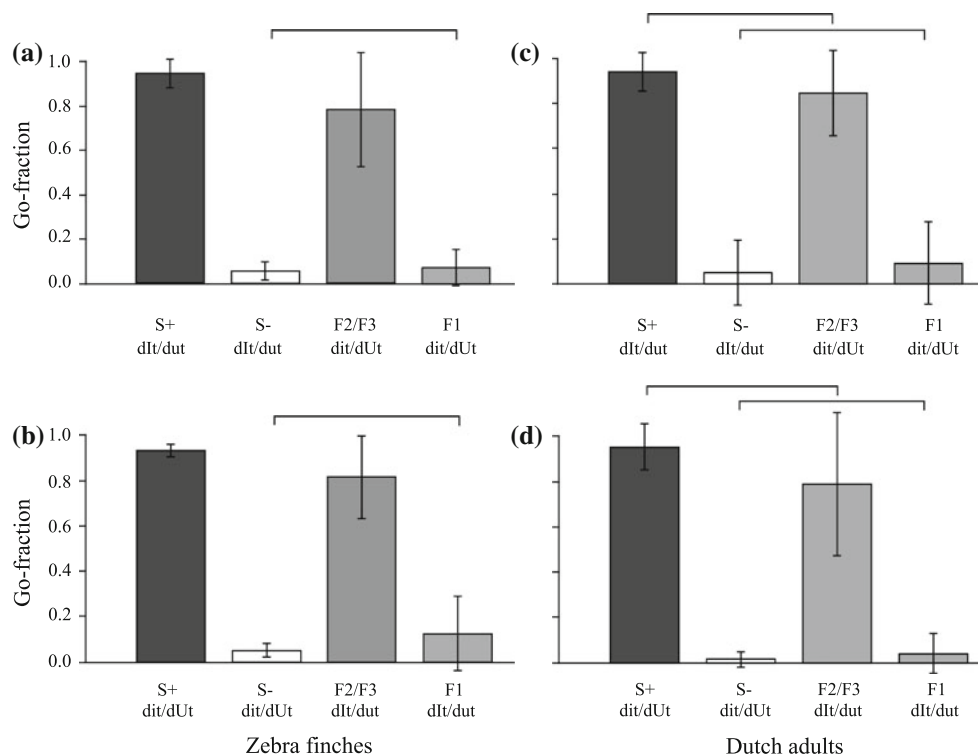 (a)
1.0
0.8
0.6
0.4
0.2
0.0
Go-fraction
S+ S- F2/F3 F1
dIt/dut dIt/dut dit/dUt dit/dUt
(c)
S+ S- F2/F3 F1
dIt/dut dIt/dut dit/dUt dit/dUt
(b)
1.0
0.8
0.6
0.4
0.2
0.0
Go-fraction
S+ S- F2/F3 F1
dit/dUt dit/dUt dIt/dut dIt/dut
Zebra finches
(d)
S+ S- F2/F3 F1
dit/dUt dit/dUt dIt/dut dIt/dut
Dutch adults